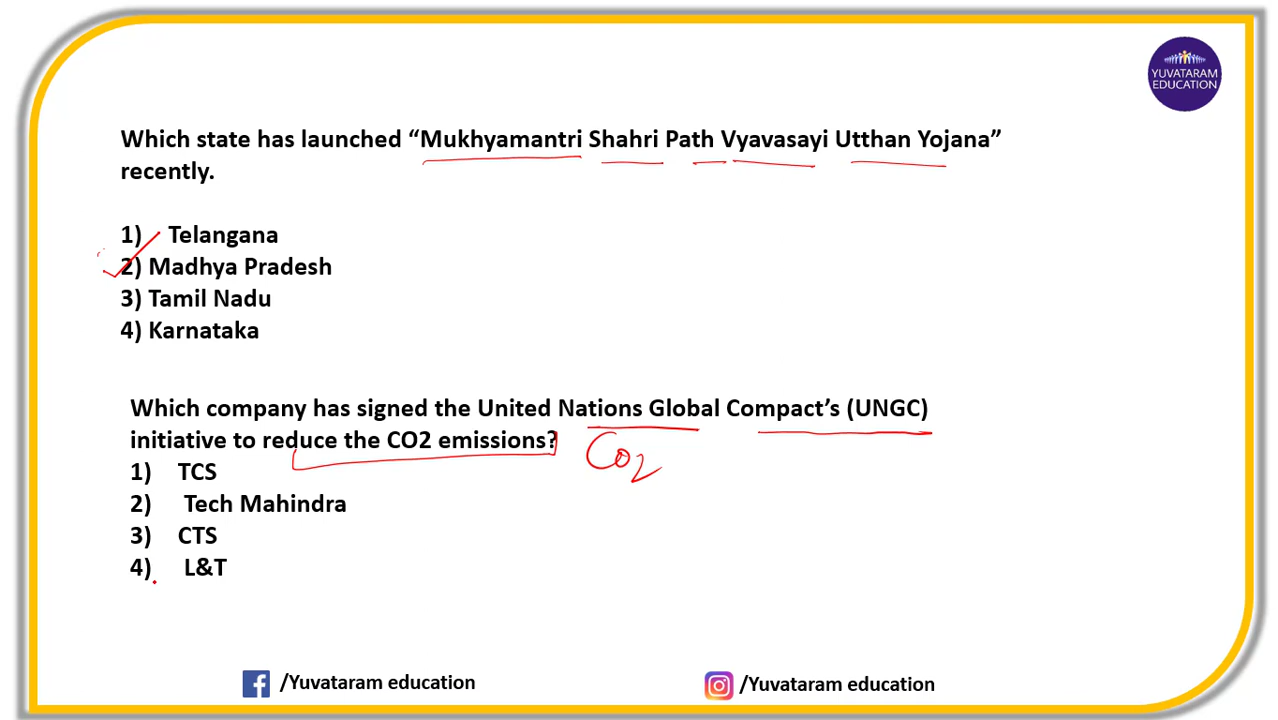 YUVATARAM
EDUCATION
Which state has launched “Mukhyamantri Shahri Path Vyavasayi Utthan Yojana”
recently.
1) Telangana
2) Madhya Pradesh
3) Tamil Nadu
4) Karnataka
Which company has signed the United Nations Global Compact’s (UNGC)
initiative to reduce the CO2 emissions?
Co2
1) TCS
2) Tech Mahindra
3) CTS
4) L&T
/Yuvataram education
/Yuvataram education